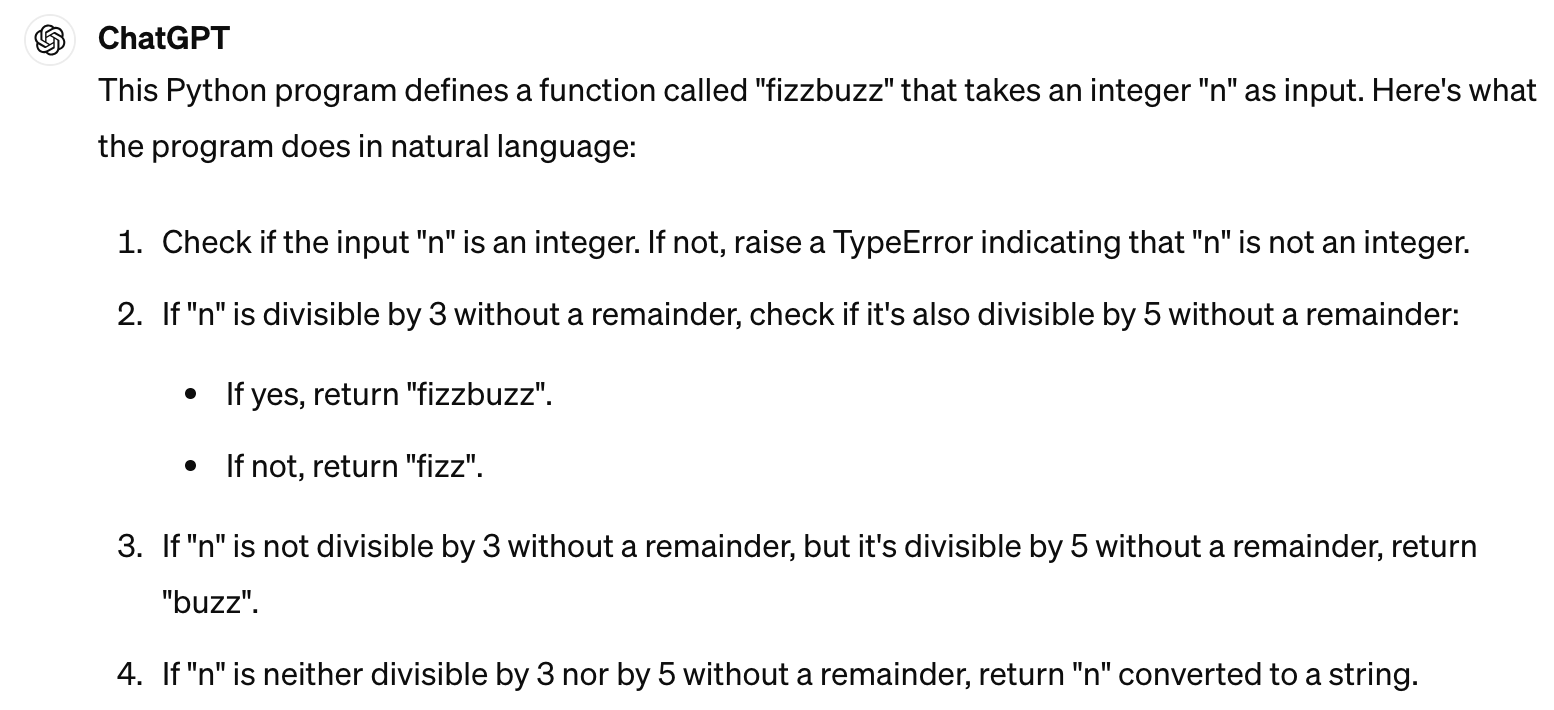 ChatGPT
This Python program defines a function called "fizzbuzz" that takes an integer "n" as input. Here's what
the program does in natural language:
1. Check if the input "n" is an integer. If not, raise a TypeError indicating that "n" is not an integer.
2. If "n" is divisible by 3 without a remainder, check if it's also divisible by 5 without a remainder:
• If yes, return "fizzbuzz".
• If not, return "fizz".
3. If "n" is not divisible by 3 without a remainder, but it's divisible by 5 without a remainder, return
"buzz".
4. If "n" is neither divisible by 3 nor by 5 without a remainder, return "n" converted to a string.